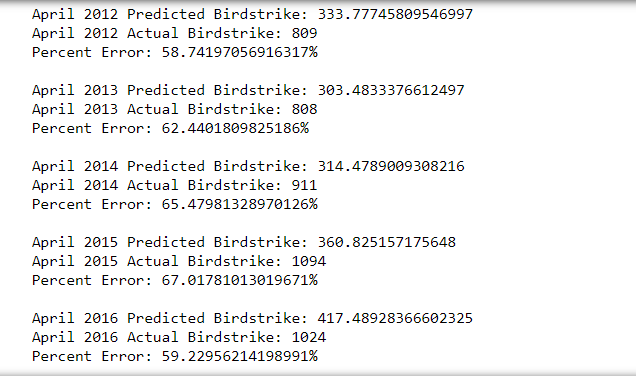 April 2012 Predicted Birdstrike: 333.77745809546997
April 2012 Actual Birdstrike: 809
Percent Error: 58.74197056916317%
April 2013 Predicted Birdstrike: 303.4833376612497
April 2013 Actual Birdstrike: 808
Percent Error: 62.4401809825186%
April 2014 Predicted Birdstrike: 314.4789009308216
April 2014 Actual Birdstrike: 911
Percent Error: 65.47981328970126%
April 2015 Predicted Birdstrike: 360.825157175648
April 2015 Actual Birdstrike: 1094
Percent Error: 67.01781013019671%
April 2016 Predicted Birdstrike: 417.48928366602325
April 2016 Actual Birdstrike: 1024
Percent Error: 59.22956214198991%